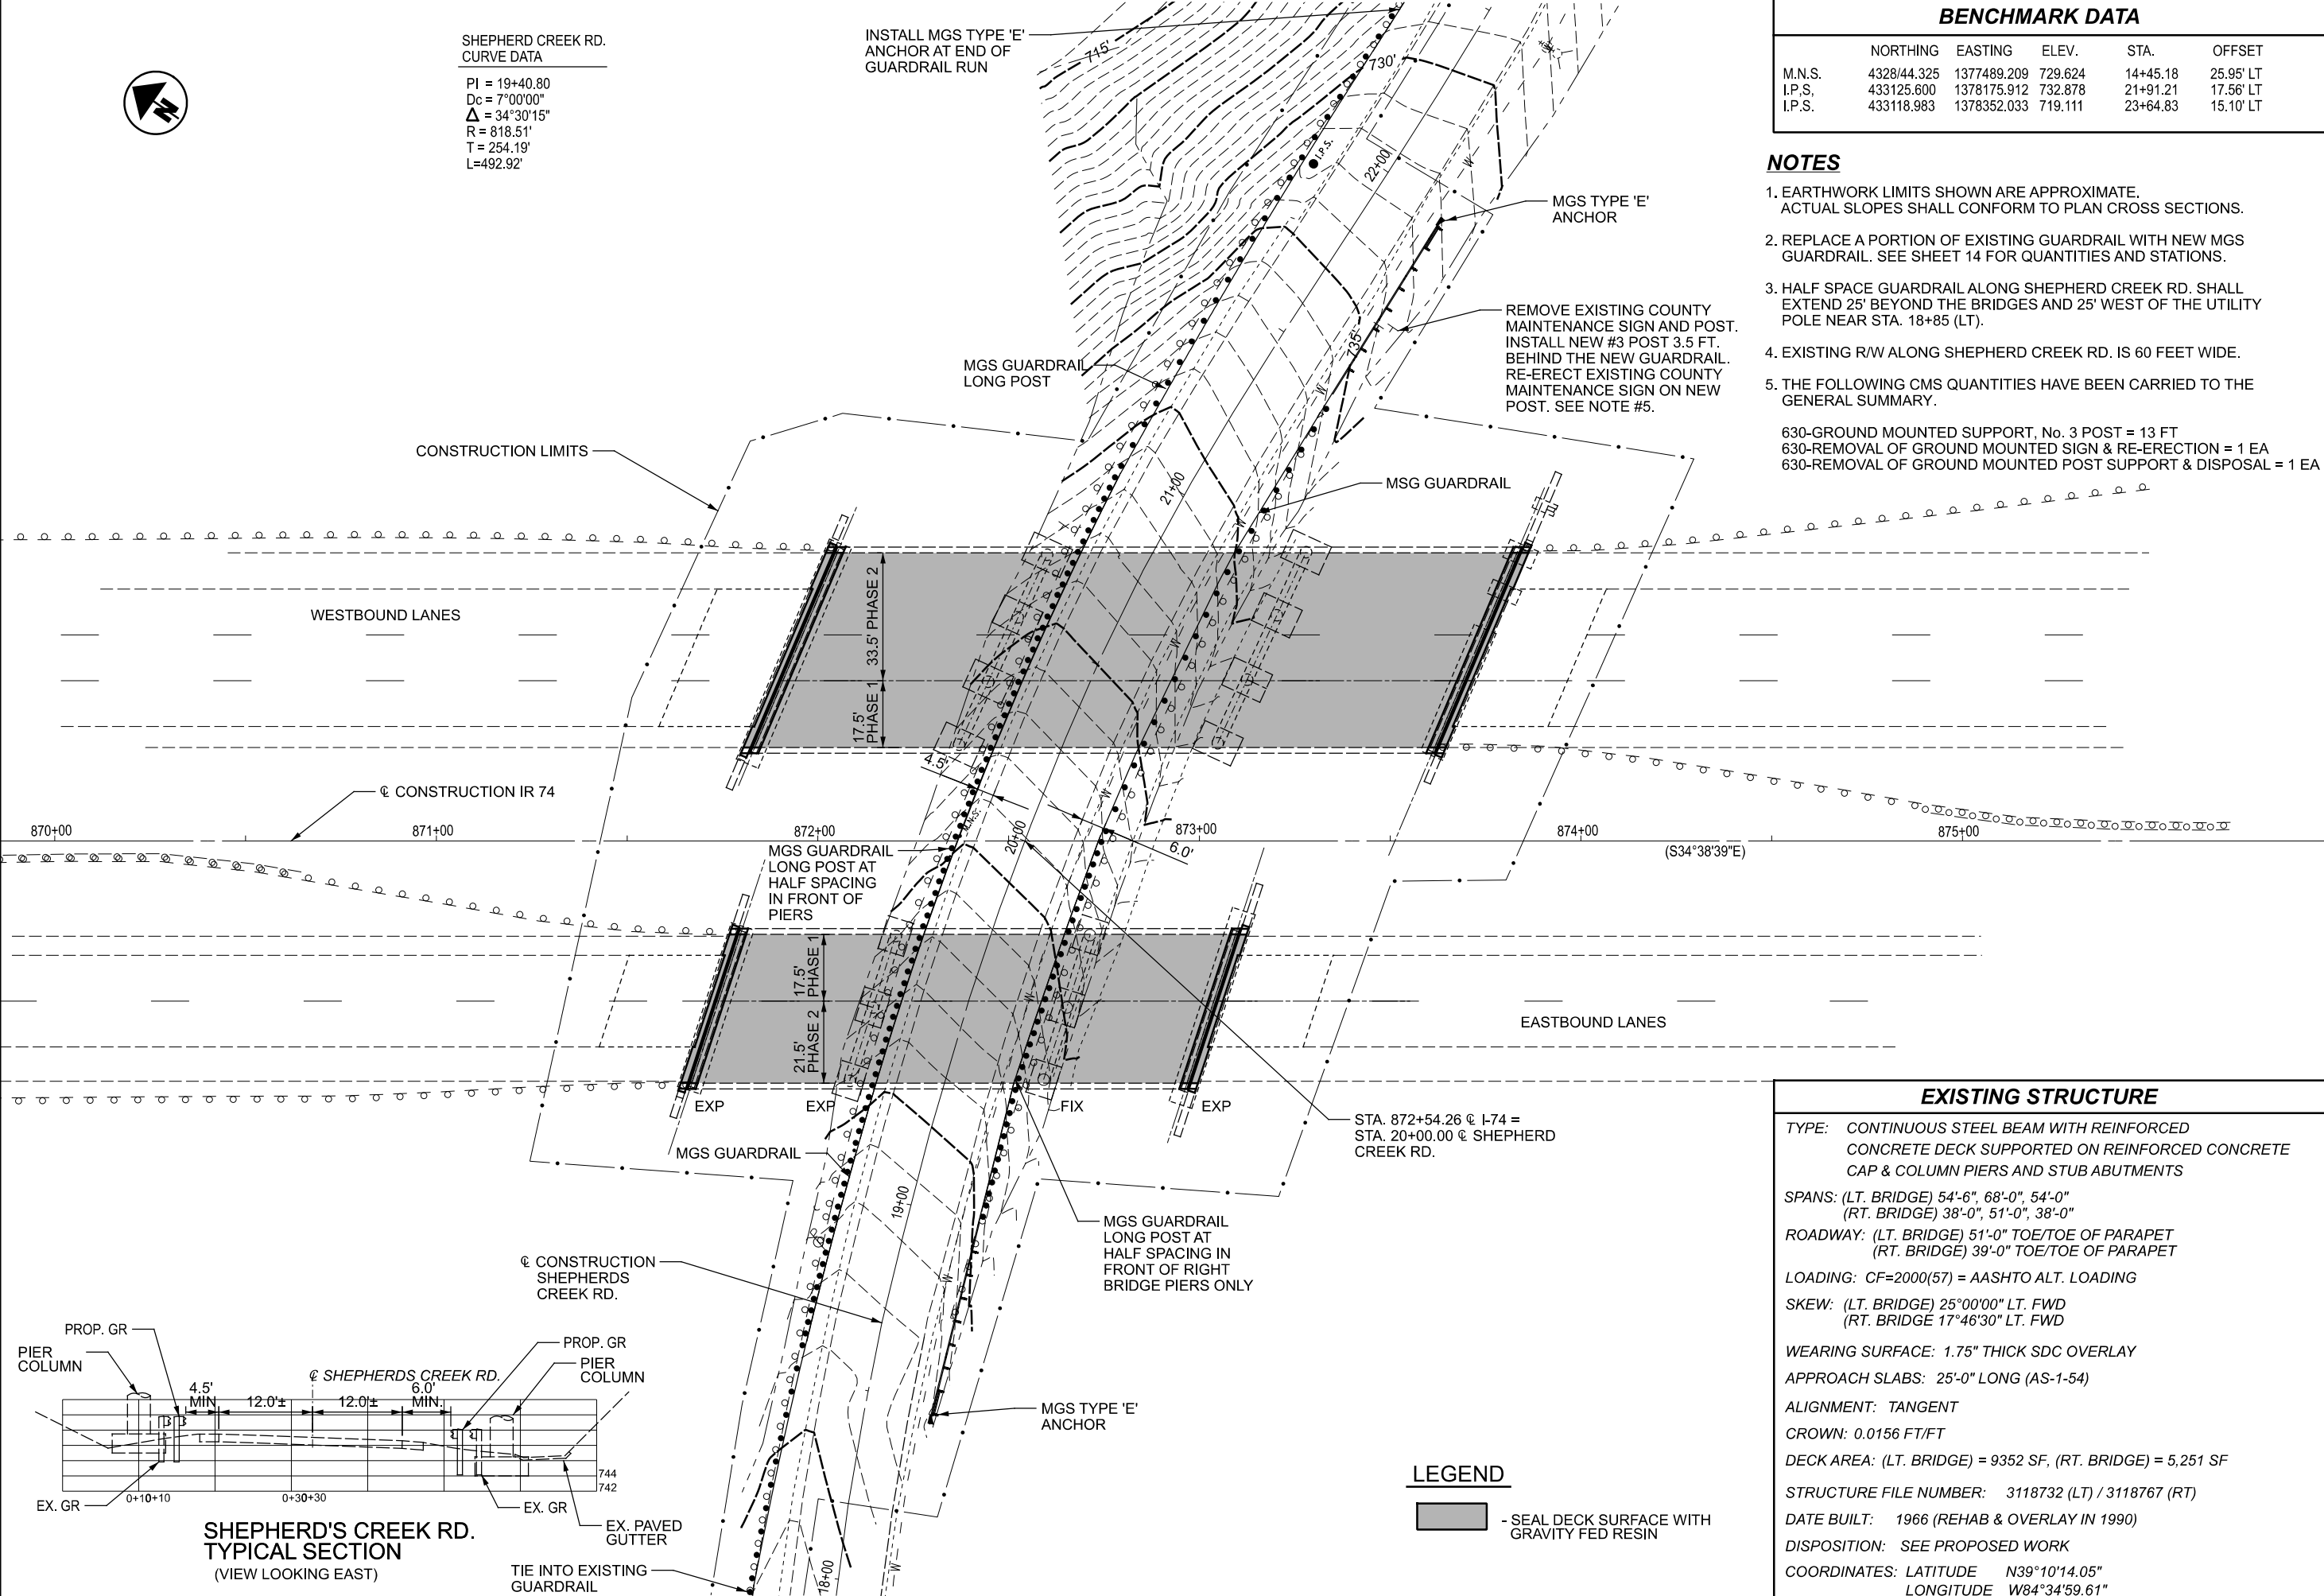 SHEPHERD CREEK RD.
CURVE DATA
PI = 19+40.80
Dc = 7°00'00"
Δ = 34°30'15"
R = 818.51'
T = 254.19'
L=492.92'
N
INSTALL MGS TYPE 'E'
ANCHOR AT END OF
GUARDRAIL RUN
715'
730'
I.P.S.
22+00
W
MGS TYPE 'E'
ANCHOR
BENCHMARK DATA
NORTHING EASTING ELEV. STA. OFFSET
M.N.S. 4328/44.325 1377489.209 729.624 14+45.18 25.95' LT
I.P,S, 433125.600 1378175.912 732.878 21+91.21 17.56' LT
I.P.S. 433118.983 1378352.033 719.111 23+64.83 15.10' LT
NOTES
1. EARTHWORK LIMITS SHOWN ARE APPROXIMATE.
ACTUAL SLOPES SHALL CONFORM TO PLAN CROSS SECTIONS.
2. REPLACE A PORTION OF EXISTING GUARDRAIL WITH NEW MGS
GUARDRAIL. SEE SHEET 14 FOR QUANTITIES AND STATIONS.
3. HALF SPACE GUARDRAIL ALONG SHEPHERD CREEK RD. SHALL
EXTEND 25' BEYOND THE BRIDGES AND 25' WEST OF THE UTILITY
POLE NEAR STA. 18+85 (LT).
4. EXISTING R/W ALONG SHEPHERD CREEK RD. IS 60 FEET WIDE.
5. THE FOLLOWING CMS QUANTITIES HAVE BEEN CARRIED TO THE
GENERAL SUMMARY.
630-GROUND MOUNTED SUPPORT, No. 3 POST = 13 FT
630-REMOVAL OF GROUND MOUNTED SIGN & RE-ERECTION = 1 EA
630-REMOVAL OF GROUND MOUNTED POST SUPPORT & DISPOSAL = 1 EA
REMOVE EXISTING COUNTY
MAINTENANCE SIGN AND POST.
INSTALL NEW #3 POST 3.5 FT.
BEHIND THE NEW GUARDRAIL.
RE-ERECT EXISTING COUNTY
MAINTENANCE SIGN ON NEW
POST. SEE NOTE #5.
735'
W
MGS GUARDRAIL
LONG POST
CONSTRUCTION LIMITS
21+00
MSG GUARDRAIL
W
WESTBOUND LANES
33.5' PHASE 2
17.5'
PHASE 1
W
W
4.5'
M.N.S.
W
20+00
6.0'
℄ CONSTRUCTION IR 74
870+00
871+00
872+00
873+00
874+00
875+00
(S34°38'39"E)
MGS GUARDRAIL
LONG POST AT
HALF SPACING
IN FRONT OF
PIERS
17.5'
PHASE 1
21.5'
PHASE 2
W
W
EASTBOUND LANES
EXP
EXP
FIX
EXP
STA. 872+54.26 ℄ I-74 =
STA. 20+00.00 ℄ SHEPHERD
CREEK RD.
MGS GUARDRAIL
19+00
MGS GUARDRAIL
LONG POST AT
HALF SPACING IN
FRONT OF RIGHT
BRIDGE PIERS ONLY
℄ CONSTRUCTION
SHEPHERDS
CREEK RD.
W
MGS TYPE 'E'
ANCHOR
18+00
W
TIE INTO EXISTING
GUARDRAIL
PROP. GR
PIER
COLUMN
4.5'
MIN.
12.0'±
℄ SHEPHERDS CREEK RD.
12.0'±
6.0'
MIN.
PROP. GR
PIER
COLUMN
744
742
EX. GR
0+10+10
0+30+30
EX. GR
EX. PAVED
GUTTER
SHEPHERD'S CREEK RD.
TYPICAL SECTION
(VIEW LOOKING EAST)
LEGEND
- SEAL DECK SURFACE WITH
GRAVITY FED RESIN
EXISTING STRUCTURE
TYPE: CONTINUOUS STEEL BEAM WITH REINFORCED
CONCRETE DECK SUPPORTED ON REINFORCED CONCRETE
CAP & COLUMN PIERS AND STUB ABUTMENTS
SPANS: (LT. BRIDGE) 54'-6", 68'-0", 54'-0"
(RT. BRIDGE) 38'-0", 51'-0", 38'-0"
ROADWAY: (LT. BRIDGE) 51'-0" TOE/TOE OF PARAPET
(RT. BRIDGE) 39'-0" TOE/TOE OF PARAPET
LOADING: CF=2000(57) = AASHTO ALT. LOADING
SKEW: (LT. BRIDGE) 25°00'00" LT. FWD
(RT. BRIDGE 17°46'30" LT. FWD
WEARING SURFACE: 1.75" THICK SDC OVERLAY
APPROACH SLABS: 25'-0" LONG (AS-1-54)
ALIGNMENT: TANGENT
CROWN: 0.0156 FT/FT
DECK AREA: (LT. BRIDGE) = 9352 SF, (RT. BRIDGE) = 5,251 SF
STRUCTURE FILE NUMBER: 3118732 (LT) / 3118767 (RT)
DATE BUILT: 1966 (REHAB & OVERLAY IN 1990)
DISPOSITION: SEE PROPOSED WORK
COORDINATES: LATITUDE N39°10'14.05"
LONGITUDE W84°34'59.61"